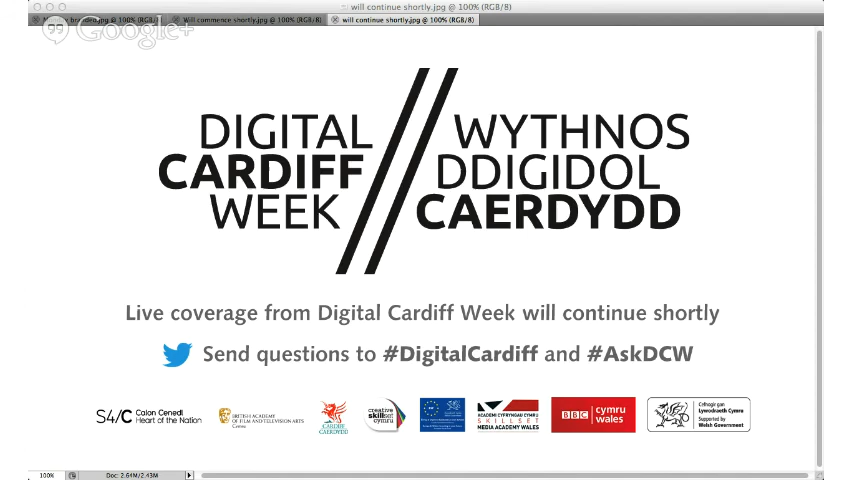 will continue shortly.jpg @ 100% (RGB/8)
Will commence shortly.jpg @ 100% (RGB/8)
will continue shortly.jpg @ 100% (RGB/8)
Google+
DIGITAL
CARDIFF
WEEK
WYTHNOS
DDIGIDOL
CAERDYDD
Live coverage from Digital Cardiff Week will continue shortly
Send questions to #DigitalCardiff and #AskDCW
S4/C Calon Cenedl
Heart of the Nation
BRITISH ACADEMY
OF FILM AND TELEVISION ARTS
Cymru
CARDIFF
CAERDYDD
creative
skillset
cymru
ACADEMI CYFRYNGAU CYMRU
SKILLSET
MEDIA ACADEMY WALES
BBC cymru
wales
Cefnogir gan
Lywodraeth Cymru
Supported by
Welsh Government
100%
Doc: 2.64M/2.43M